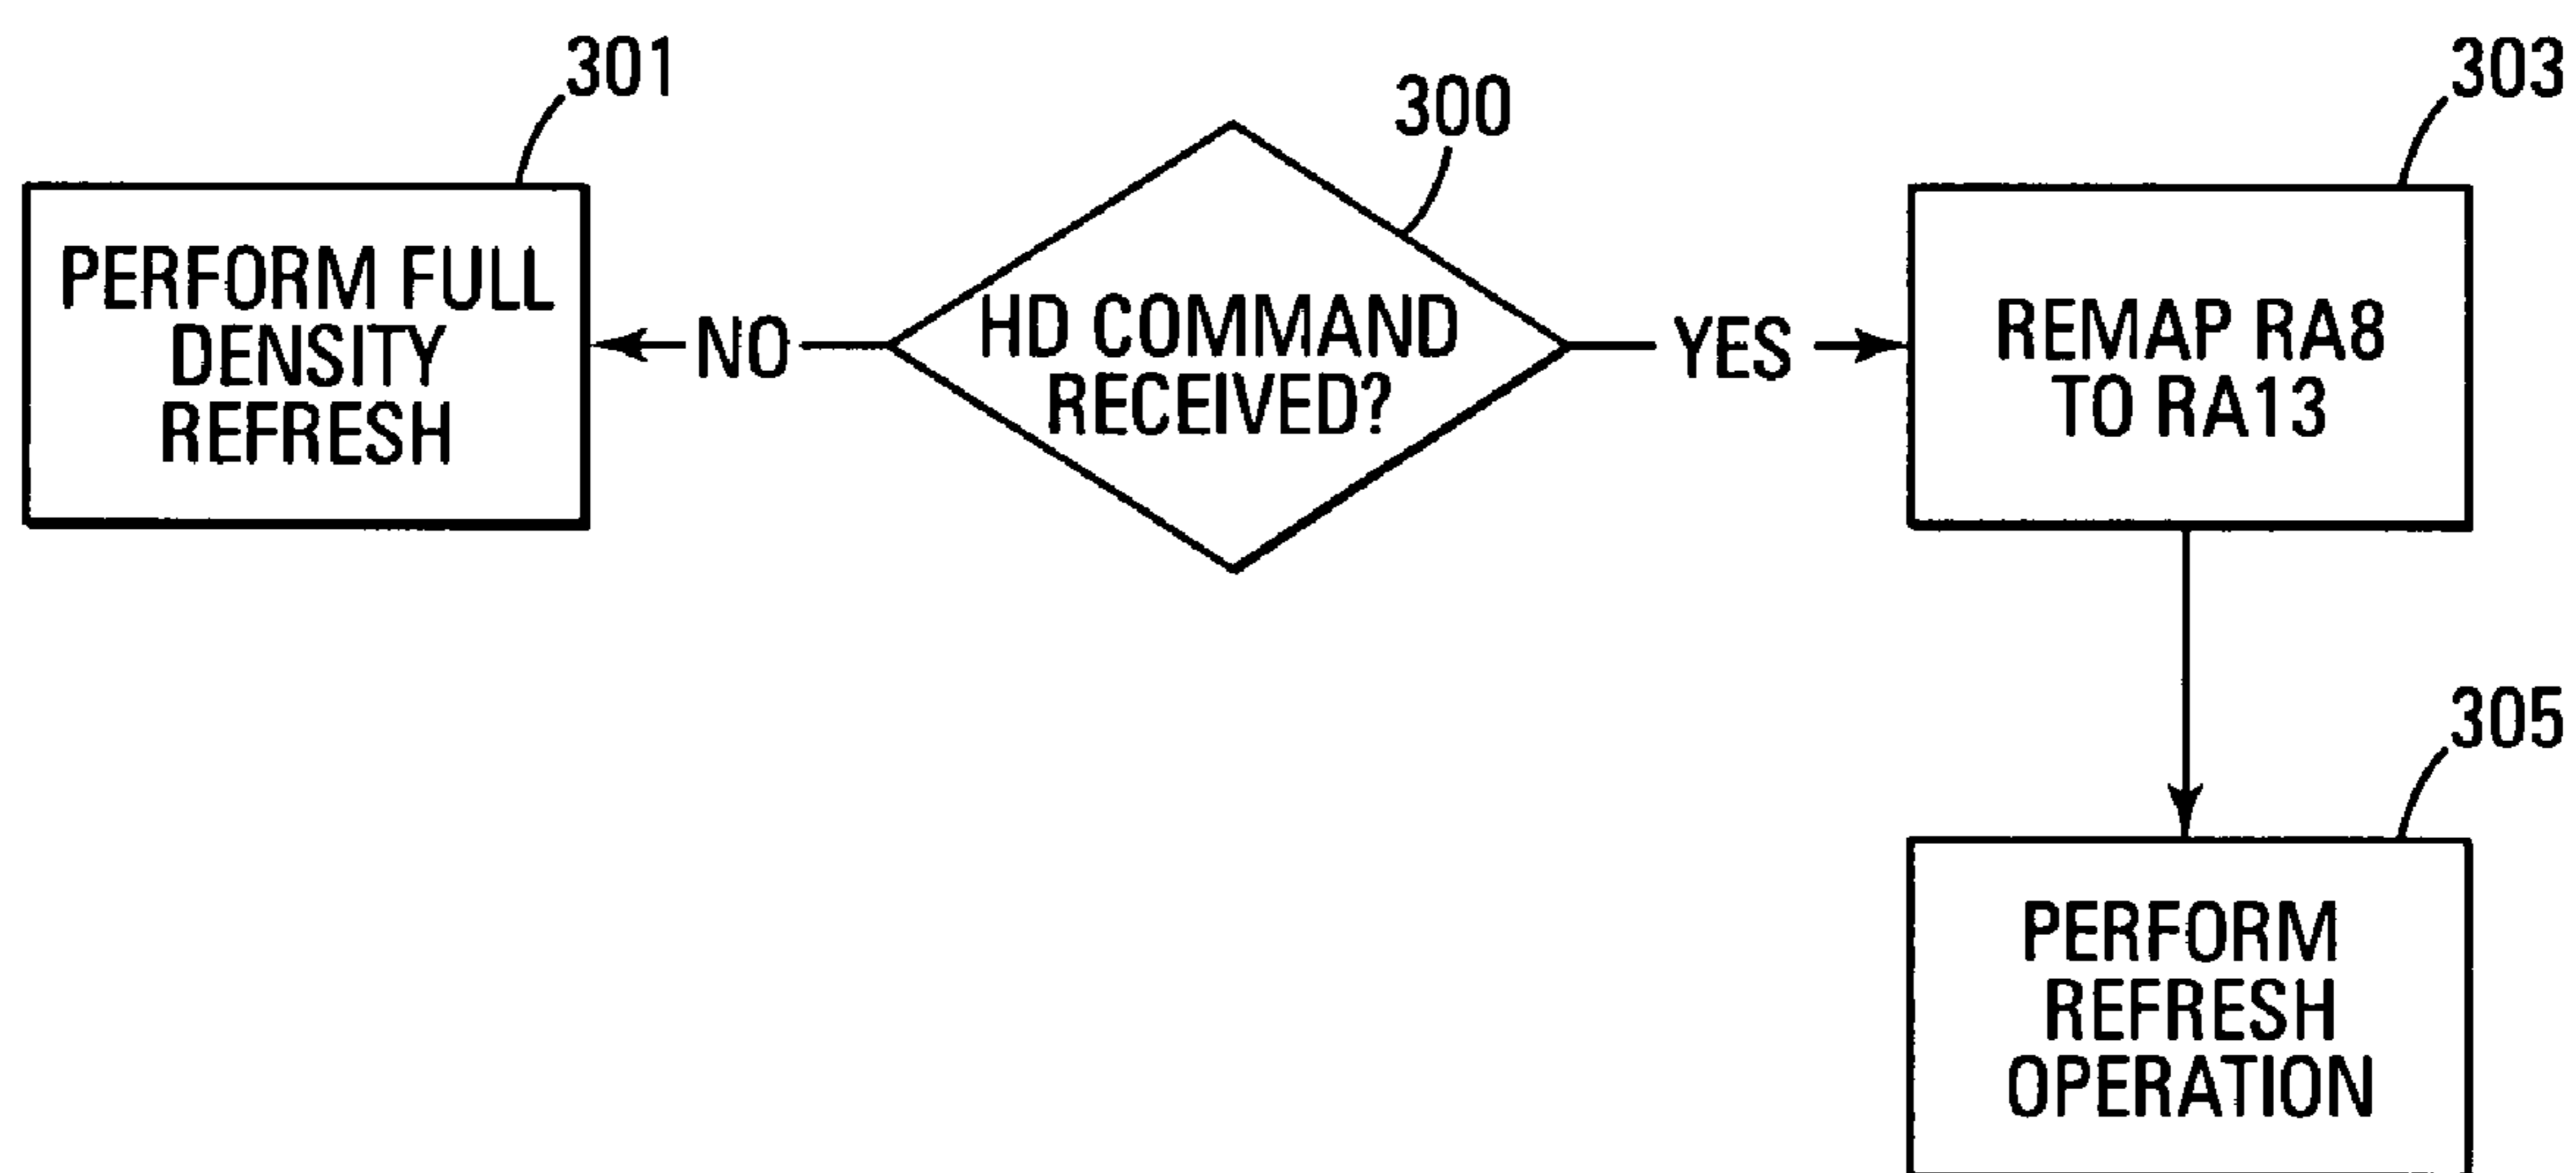 301
300
303
PERFORM FULL
DENSITY
REFRESH
NO
HD COMMAND
RECEIVED?
YES
REMAP RA8
TO RA13
305
PERFORM
REFRESH
OPERATION